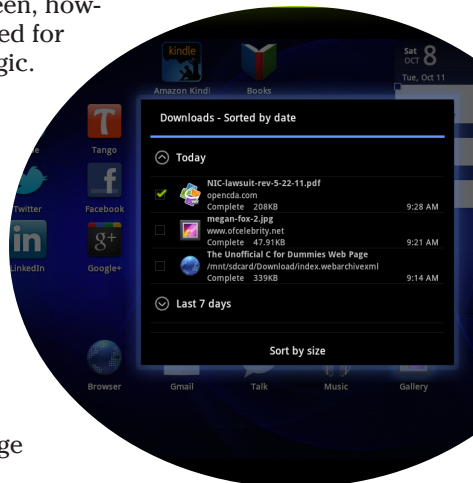 een, how-
ed for
gic.
kindle
Amazon Kindl
Books
Sat
OCT 8
Tue, Oct 11
Tango
Twitter
Facebook
in
LinkedIn
g+
Google+
Downloads - Sorted by date
Today
NIC-lawsuit-rev-5-22-11.pdf
opencda.com
Complete 208KB 9:28 AM
megan-fox-2.jpg
www.ofcelebrity.net
Complete 47.91KB 9:21 AM
The Unofficial C for Dummies Web Page
/mnt/sdcard/Download/index.webarchivexml
Complete 339KB 9:14 AM
Last 7 days
Sort by size
Browser
Gmail
Talk
Music
Gallery
ge